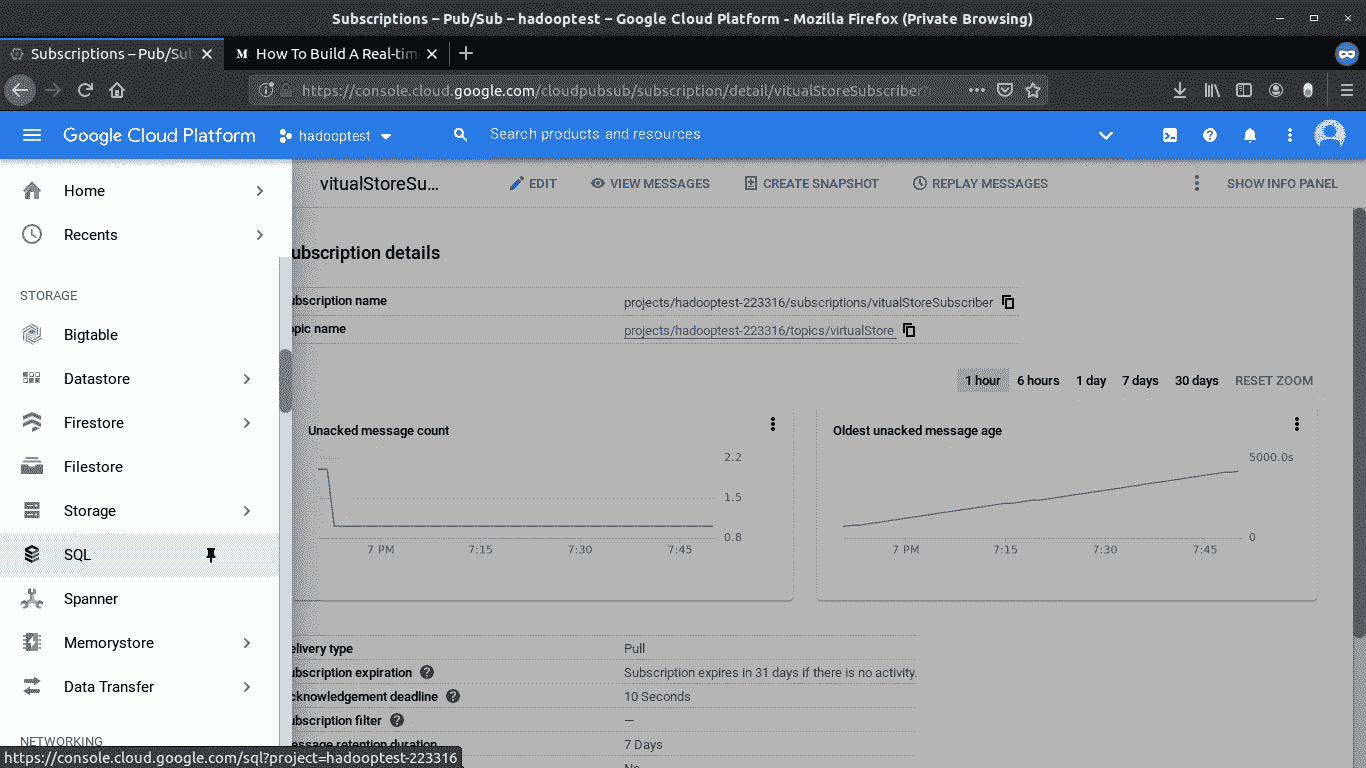 Subscriptions – Pub/Sub – hadooptest – Google Cloud Platform - Mozilla Firefox (Private Browsing)
Subscriptions – Pub/Sub
M How To Build A Real-tim
https://console.cloud.google.com/cloudpubsub/subscription/detail/vitualStoreSubscriber?
Google Cloud Platform hadooptest Search products and resources
vitualStoreSu... EDIT VIEW MESSAGES CREATE SNAPSHOT REPLAY MESSAGES SHOW INFO PANEL
Home
Recents
STORAGE
Bigtable
Datastore
Firestore
Filestore
Storage
SQL
Spanner
Memorystore
Data Transfer
NETWORKING
https://console.cloud.google.com/sql?project=hadooptest-223316
ubscription details
ubscription name projects/hadooptest-223316/subscriptions/vitualStoreSubscriber
opic name projects/hadooptest-223316/topics/virtualStore
1 hour 6 hours 1 day 7 days 30 days RESET ZOOM
Unacked message count
2.2
1.5
0.8
7 PM 7:15 7:30 7:45
Oldest unacked message age
5000.0s
0
7 PM 7:15 7:30 7:45
elivery type Pull
ubscription expiration Subscription expires in 31 days if there is no activity.
cknowledgement deadline 10 Seconds
ubscription filter —
essage retention duration 7 Days
No